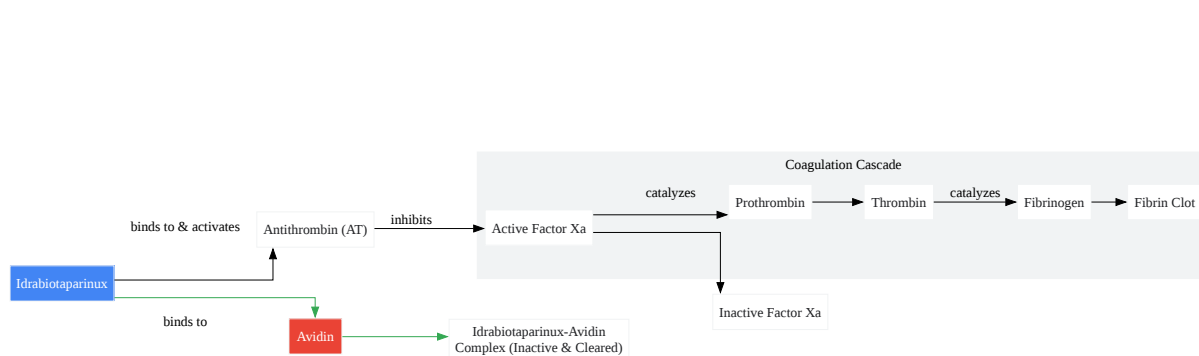 Coagulation Cascade
catalyzes
catalyzes
Prothrombin
Thrombin
Fibrinogen
Fibrin Clot
inhibits
binds to & activates
Antithrombin (AT)
Active Factor Xa
Idrabiotaparinux
Inactive Factor Xa
binds to
Avidin
Idrabiotaparinux-Avidin
Complex (Inactive & Cleared)